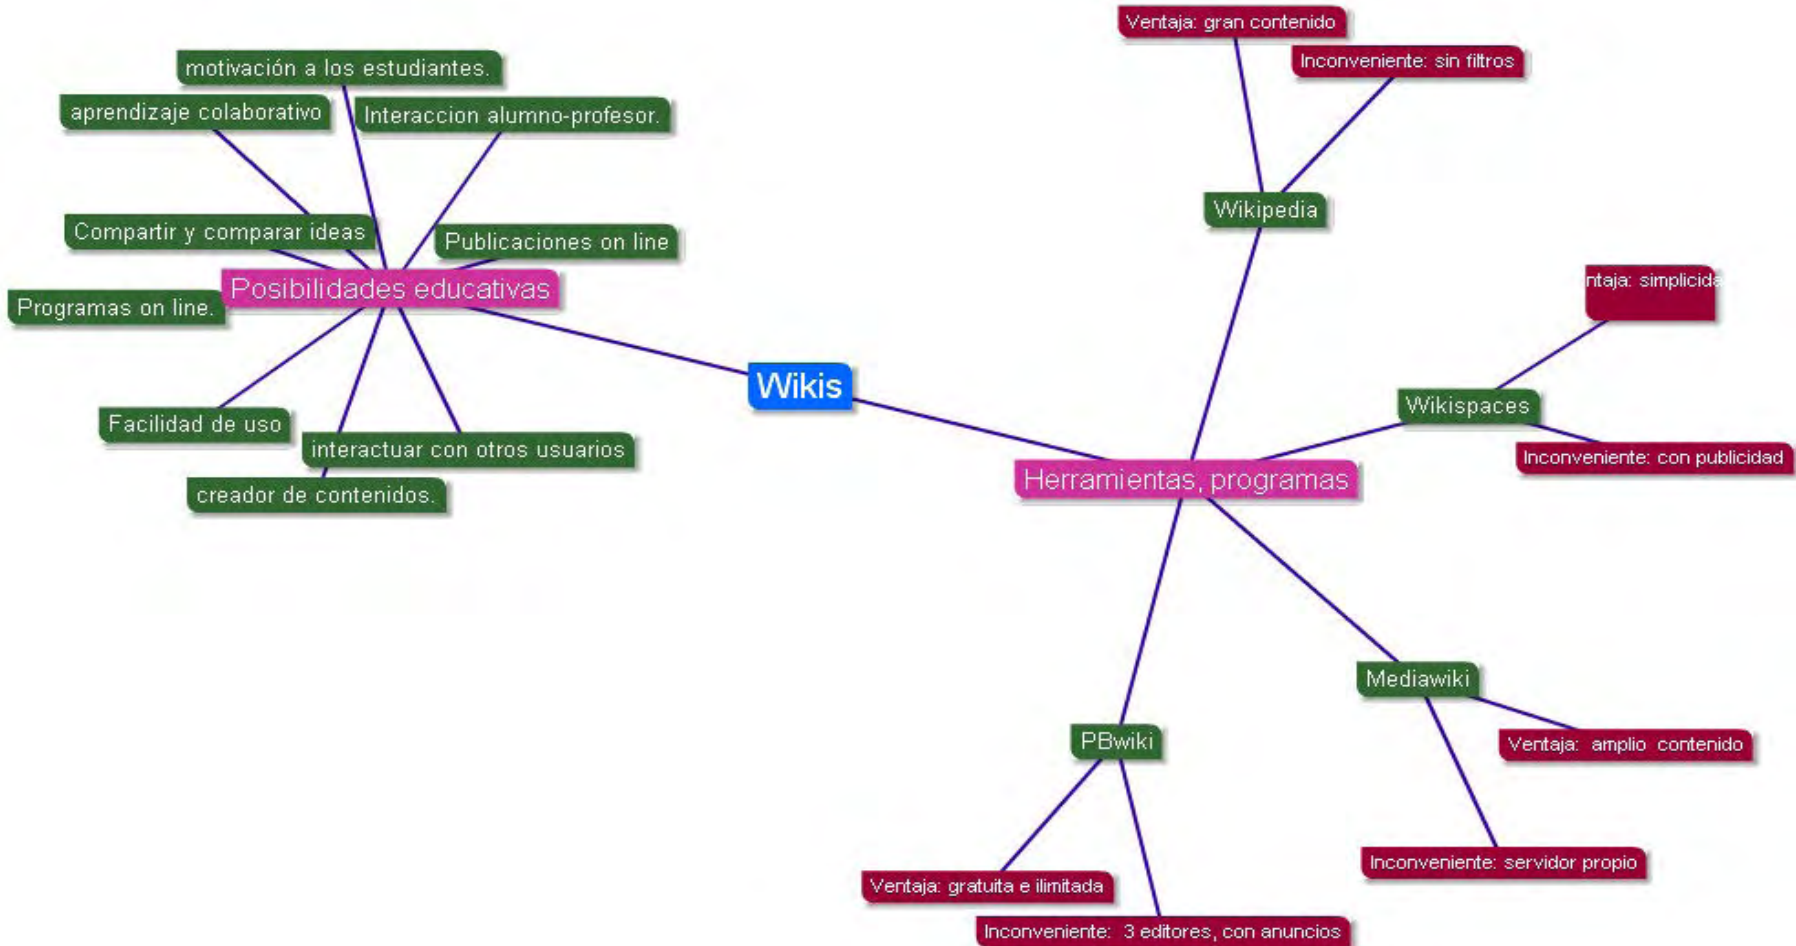 Ventaja: gran contenido
Inconveniente: sin filtros
motivación a los estudiantes.
aprendizaje colaborativo
Interaccion alumno-profesor.
Wikipedia
Compartir y comparar ideas
Publicaciones on line
Posibilidades educativas
Programas on line.
ntaja: simplicida
Wikis
Wikispaces
Facilidad de uso
interactuar con otros usuarios
Inconveniente: con publicidad
Herramientas, programas
creador de contenidos.
Mediawiki
PBwiki
Ventaja: amplio contenido
Inconveniente: servidor propio
Ventaja: gratuita e ilimitada
Inconveniente: 3 editores, con anuncios